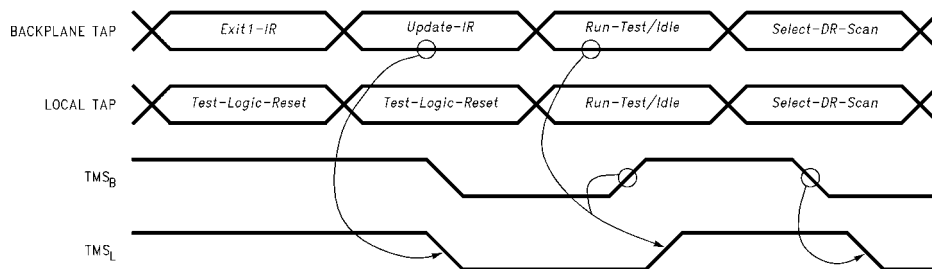 BACKPLANE TAP Exit1-IR Update-IR Run-Test/Idle Select-DR-Scan
LOCAL TAP Test-Logic-Reset Test-Logic-Reset Run-Test/Idle Select-DR-Scan
TMSB
TMSL